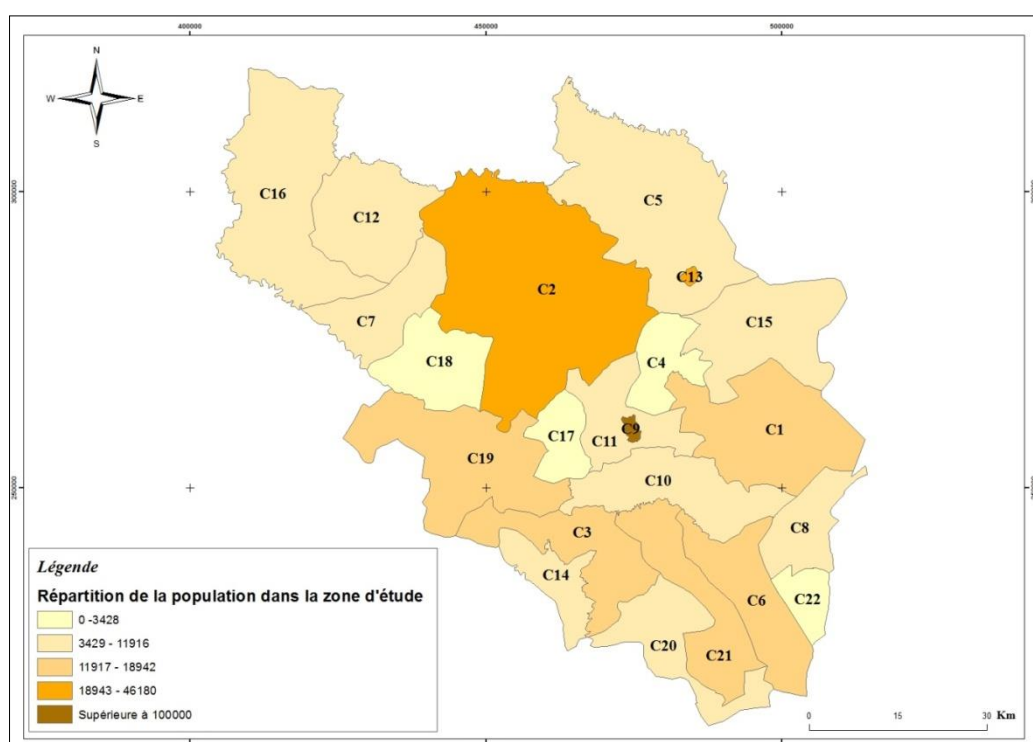 400000 450000 500000
N
W E
S
300000
C16 C12 C5
C13
C2
C7 C15
C18 C4
C17 C11 C9 C1
C19
C10
250000
C8
C3
C14
C6 C22
C20
C21
Légende
Répartition de la population dans la zone d'étude
0 -3428
3429 - 11916
11917 - 18942
18943 - 46180
Supérieure à 100000
0 15 30 Km